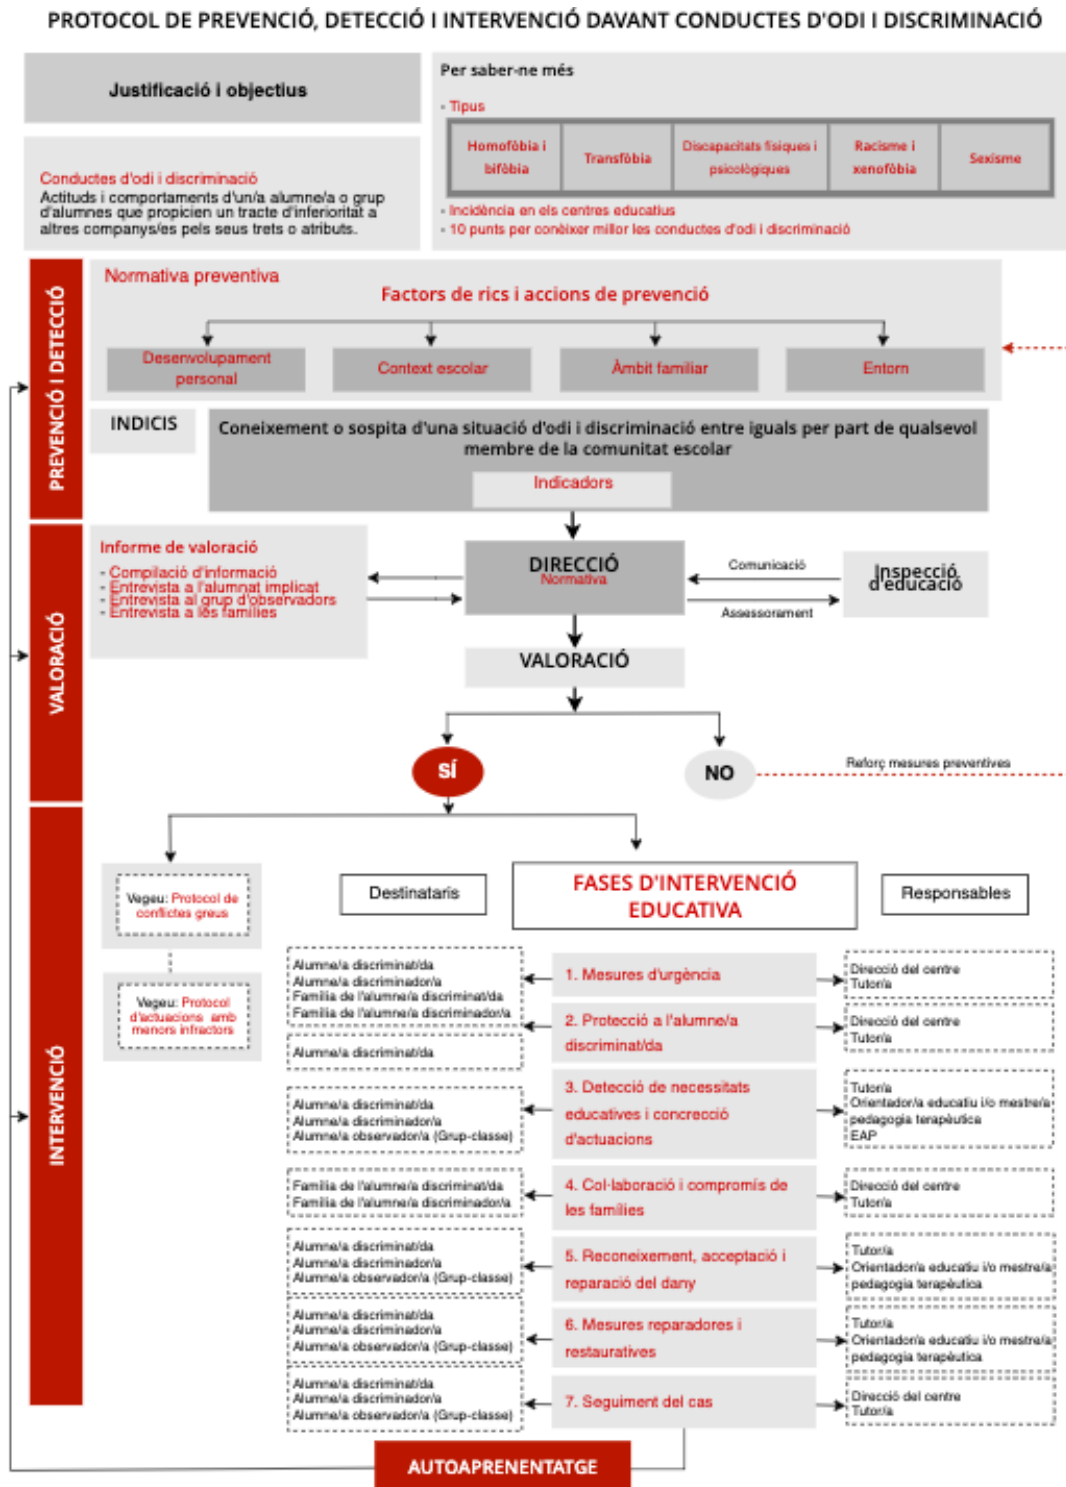 PROTOCOL DE PREVENCIÓ, DETECCIÓ I INTERVENCIÓ DAVANT CONDUCTES D'ODI I DISCRIMINACIÓ
Justificació i objectius
Conductes d'odi i discriminació
Actituds i comportaments d'un/a alumne/a o grup
d'alumnes que propicien un tracte d'inferioritat a
altres companys/es pels seus trets o atributs.
Per saber-ne més
- Tipus
Homofòbia i
bifòbia
Transfòbia
Discapacitats físiques i
psicològiques
Racisme i
xenofòbia
Sexisme
- Incidència en els centres educatius
- 10 punts per conèixer millor les conductes d'odi i discriminació
PREVENCIÓ I DETECCIÓ
Normativa preventiva
Factors de rics i accions de prevenció
Desenvolupament
personal
Context escolar
Àmbit familiar
Entorn
INDICIS
Coneixement o sospita d'una situació d'odi i discriminació entre iguals per part de qualsevol
membre de la comunitat escolar
Indicadors
VALORACIÓ
Informe de valoració
- Compilació d'informació
- Entrevista a l'alumnat implicat
- Entrevista al grup d'observadors
- Entrevista a les famílies
DIRECCIÓ
Normativa
Comunicació
Assessorament
Inspecció
d'educació
VALORACIÓ
SÍ
NO
Reforç mesures preventives
INTERVENCIÓ
Vegeu: Protocol de
conflictes greus
Vegeu: Protocol
d'actuacions amb
menors infractors
Destinataris
FASES D'INTERVENCIÓ
EDUCATIVA
Responsables
Alumne/a discriminat/da
Alumne/a discriminador/a
Família de l'alumne/a discriminat/da
Família de l'alumne/a discriminador/a
1. Mesures d'urgència
Direcció del centre
Tutor/a
Alumne/a discriminat/da
2. Protecció a l'alumne/a
discriminat/da
Direcció del centre
Tutor/a
Alumne/a discriminat/da
Alumne/a discriminador/a
Alumne/a observador/a (Grup-classe)
3. Detecció de necessitats
educatives i concrecció
d'actuacions
Tutor/a
Orientador/a educatiu i/o mestre/a
pedagogia terapèutica
EAP
Família de l'alumne/a discriminat/da
Família de l'alumne/a discriminador/a
4. Col·laboració i compromís de
les famílies
Direcció del centre
Tutor/a
Alumne/a discriminat/da
Alumne/a discriminador/a
Alumne/a observador/a (Grup-classe)
5. Reconeixement, acceptació i
reparació del dany
Tutor/a
Orientador/a educatiu i/o mestre/a
pedagogia terapèutica
Alumne/a discriminat/da
Alumne/a discriminador/a
Alumne/a observador/a (Grup-classe)
6. Mesures reparadores i
restauratives
Tutor/a
Orientador/a educatiu i/o mestre/a
pedagogia terapèutica
Alumne/a discriminat/da
Alumne/a discriminador/a
Alumne/a observador/a (Grup-classe)
7. Seguiment del cas
Direcció del centre
Tutor/a
AUTOAPRENENTATGE